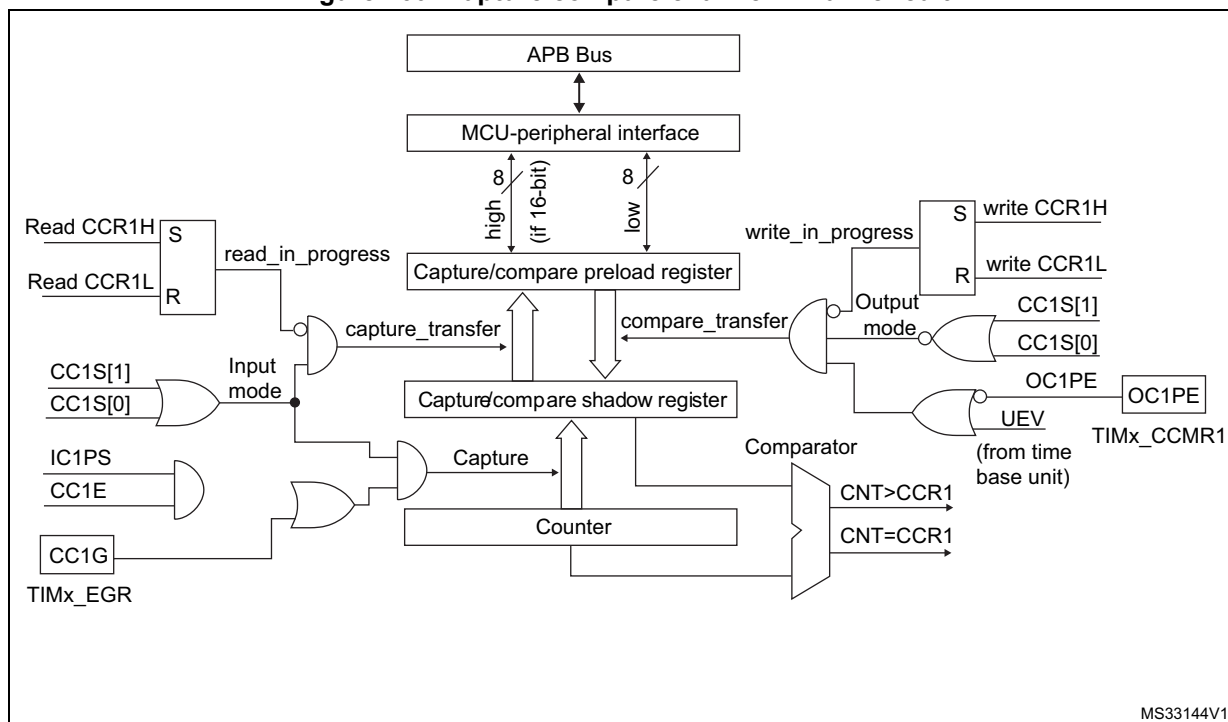 APB Bus
MCU-peripheral interface
8
high
(if 16-bit)
8
low
Read CCR1H
S
read_in_progress
Read CCR1L
R
write_in_progress
S
write CCR1H
R
write CCR1L
Capture/compare preload register
capture_transfer
compare_transfer
Output
mode
CC1S[1]
CC1S[0]
CC1S[1]
Input
mode
CC1S[0]
Capture/compare shadow register
OC1PE
OC1PE
UEV
TIMx_CCMR1
(from time
base unit)
IC1PS
CC1E
Capture
Comparator
CNT>CCR1
CNT=CCR1
Counter
CC1G
TIMx_EGR
MS33144V1